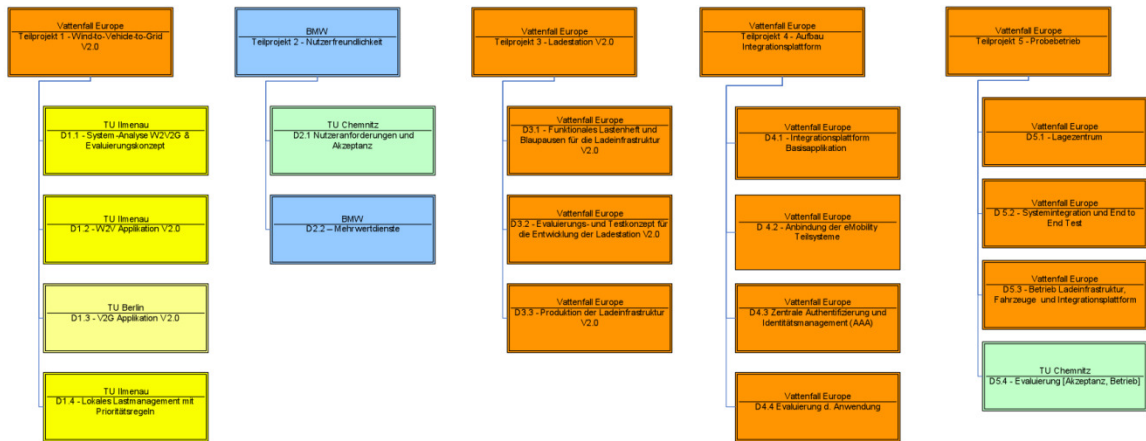 Vattenfall Europe
Teilprojekt 1 - Wind-to-Vehicle-to-Grid
V2.0
TU Ilmenau
D1.1 - System-Analyse W2V2G &
Evaluierungskonzept
TU Ilmenau
D1.2 - W2V Applikation V2.0
TU Berlin
D1.3 - V2G Applikation V2.0
TU Ilmenau
D1.4 - Lokales Lastmanagement mit
Prioritätsregeln
BMW
Teilprojekt 2 - Nutzerfreundlichkeit
TU Chemnitz
D2.1 Nutzeranforderungen und
Akzeptanz
BMW
D2.2 – Mehrwertdienste
Vattenfall Europe
Teilprojekt 3 - Ladestation V2.0
Vattenfall Europe
D3.1 - Funktionales Lastenheft und
Blaupausen für die Ladeinfrastruktur
V2.0
Vattenfall Europe
D3.2 - Evaluierungs- und Testkonzept für
die Entwicklung der Ladestation V2.0
Vattenfall Europe
D3.3 - Produktion der Ladeinfrastruktur
V2.0
Vattenfall Europe
Teilprojekt 4 - Aufbau
Integrationsplattform
Vattenfall Europe
D4.1 - Integrationsplattform
Basisapplikation
Vattenfall Europe
D 4.2 - Anbindung der eMobility
Teilsysteme
Vattenfall Europe
D4.3 Zentrale Authentifizierung und
Identitätsmanagement (AAA)
Vattenfall Europe
D4.4 Evaluierung d. Anwendung
Vattenfall Europe
Teilprojekt 5 - Probebetrieb
Vattenfall Europe
D5.1 - Lagezentrum
Vattenfall Europe
D5.2 - Systemintegration und End to
End Test
Vattenfall Europe
D5.3 - Betrieb Ladeinfrastruktur,
Fahrzeuge und Integrationsplattform
TU Chemnitz
D5.4 - Evaluierung [Akzeptanz, Betrieb]